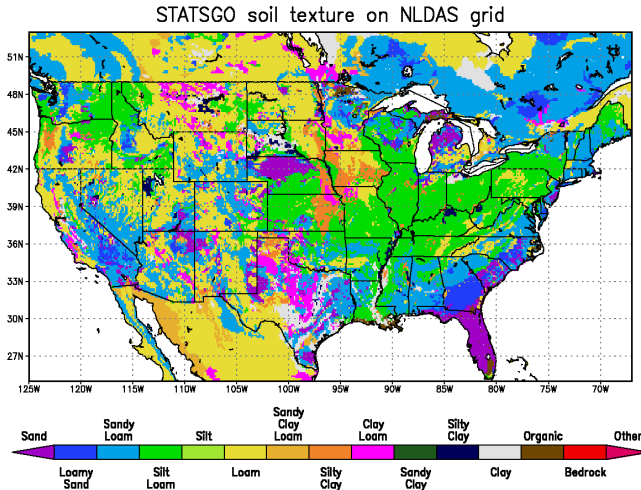 STATSGO soil texture on NLDAS grid
51N
48N
45N
42N
39N
36N
33N
30N
27N
125W 120W 115W 110W 105W 100W 95W 90W 85W 80W 75W 70W
Sand
Sandy
Loam
Silt
Sandy
Clay
Loam
Clay
Loam
Silty
Clay
Organic
Other
Loamy
Sand
Silt
Loam
Loam
Silty
Clay
Sandy
Clay
Clay
Bedrock